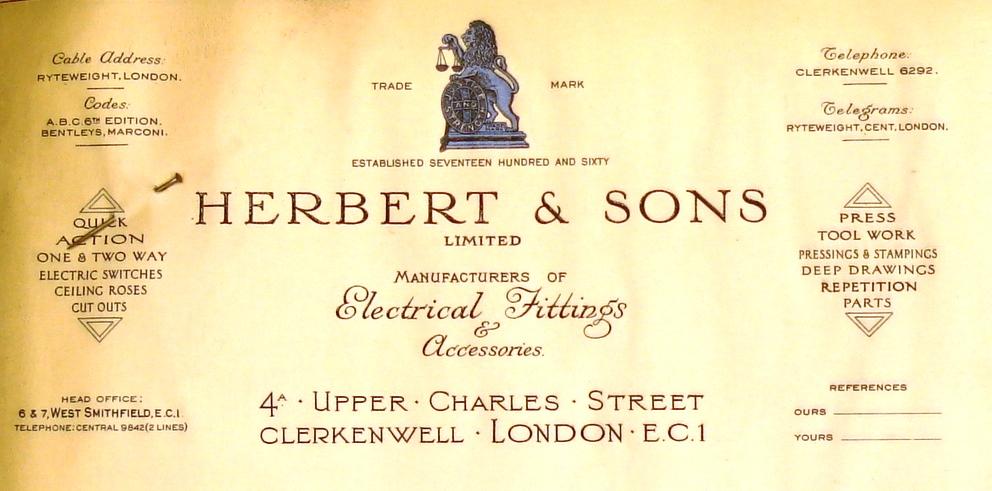 Cable Address:
RYTEWEIGHT, LONDON.
Codes:
A.B.C. 6TH EDITION.
BENTLEYS, MARCONI.
TRADE MARK
AND
ESTABLISHED SEVENTEEN HUNDRED AND SIXTY
Telephone:
CLERKENWELL 6292.
Telegrams:
RYTEWEIGHT, CENT, LONDON.
HERBERT & SONS
LIMITED
MANUFACTURERS OF
Electrical Fittings
&
Accessories.
QUICK
ACTION
ONE & TWO WAY
ELECTRIC SWITCHES
CEILING ROSES
CUT OUTS
PRESS
TOOL WORK
PRESSINGS & STAMPINGS
DEEP DRAWINGS
REPETITION
PARTS
HEAD OFFICE:
6 & 7, WEST SMITHFIELD, E.C.1.
TELEPHONE: CENTRAL 9842 (2 LINES)
4A · UPPER · CHARLES · STREET
CLERKENWELL · LONDON · E.C.1
REFERENCES
OURS
YOURS